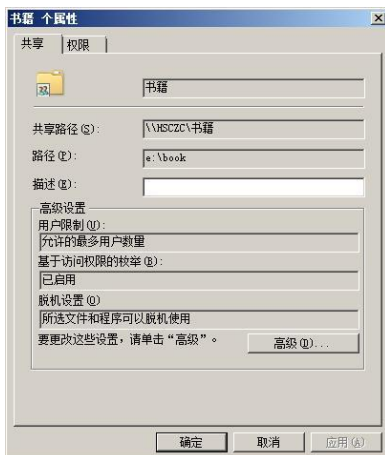 书籍 个属性
共享
权限
书籍
共享路径(S):
\\HSCZC\书籍
路径(P):
e:\book
描述(E):
高级设置
用户限制(U):
允许的最多用户数量
基于访问权限的枚举(B):
已启用
脱机设置(O)
所选文件和程序可以脱机使用
要更改这些设置，请单击“高级”。
高级(D)...
确定
取消
应用(A)